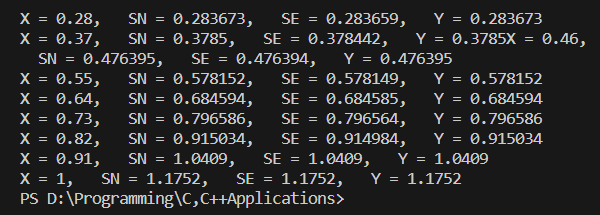 X = 0.28,   SN = 0.283673,   SE = 0.283659,   Y = 0.283673
X = 0.37,   SN = 0.3785,   SE = 0.378442,   Y = 0.3785X = 0.46,
SN = 0.476395,   SE = 0.476394,   Y = 0.476395
X = 0.55,   SN = 0.578152,   SE = 0.578149,   Y = 0.578152
X = 0.64,   SN = 0.684594,   SE = 0.684585,   Y = 0.684594
X = 0.73,   SN = 0.796586,   SE = 0.796564,   Y = 0.796586
X = 0.82,   SN = 0.915034,   SE = 0.914984,   Y = 0.915034
X = 0.91,   SN = 1.0409,   SE = 1.0409,   Y = 1.0409
X = 1,   SN = 1.1752,   SE = 1.1752,   Y = 1.1752
PS D:\Programming\C,C++Applications>